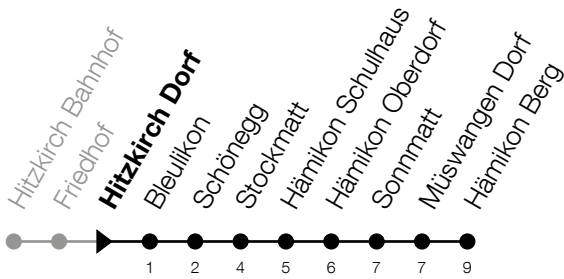 Hitzkirch Bahnhof
Friedhof
Hitzkirch Dorf
Bleulikon
Schönegg
Stockmatt
Hämikon Schulhaus
Hämikon Oberdorf
Sonnmatt
Müswangen Dorf
Hämikon Berg
1 2 4 5 6 7 7 9